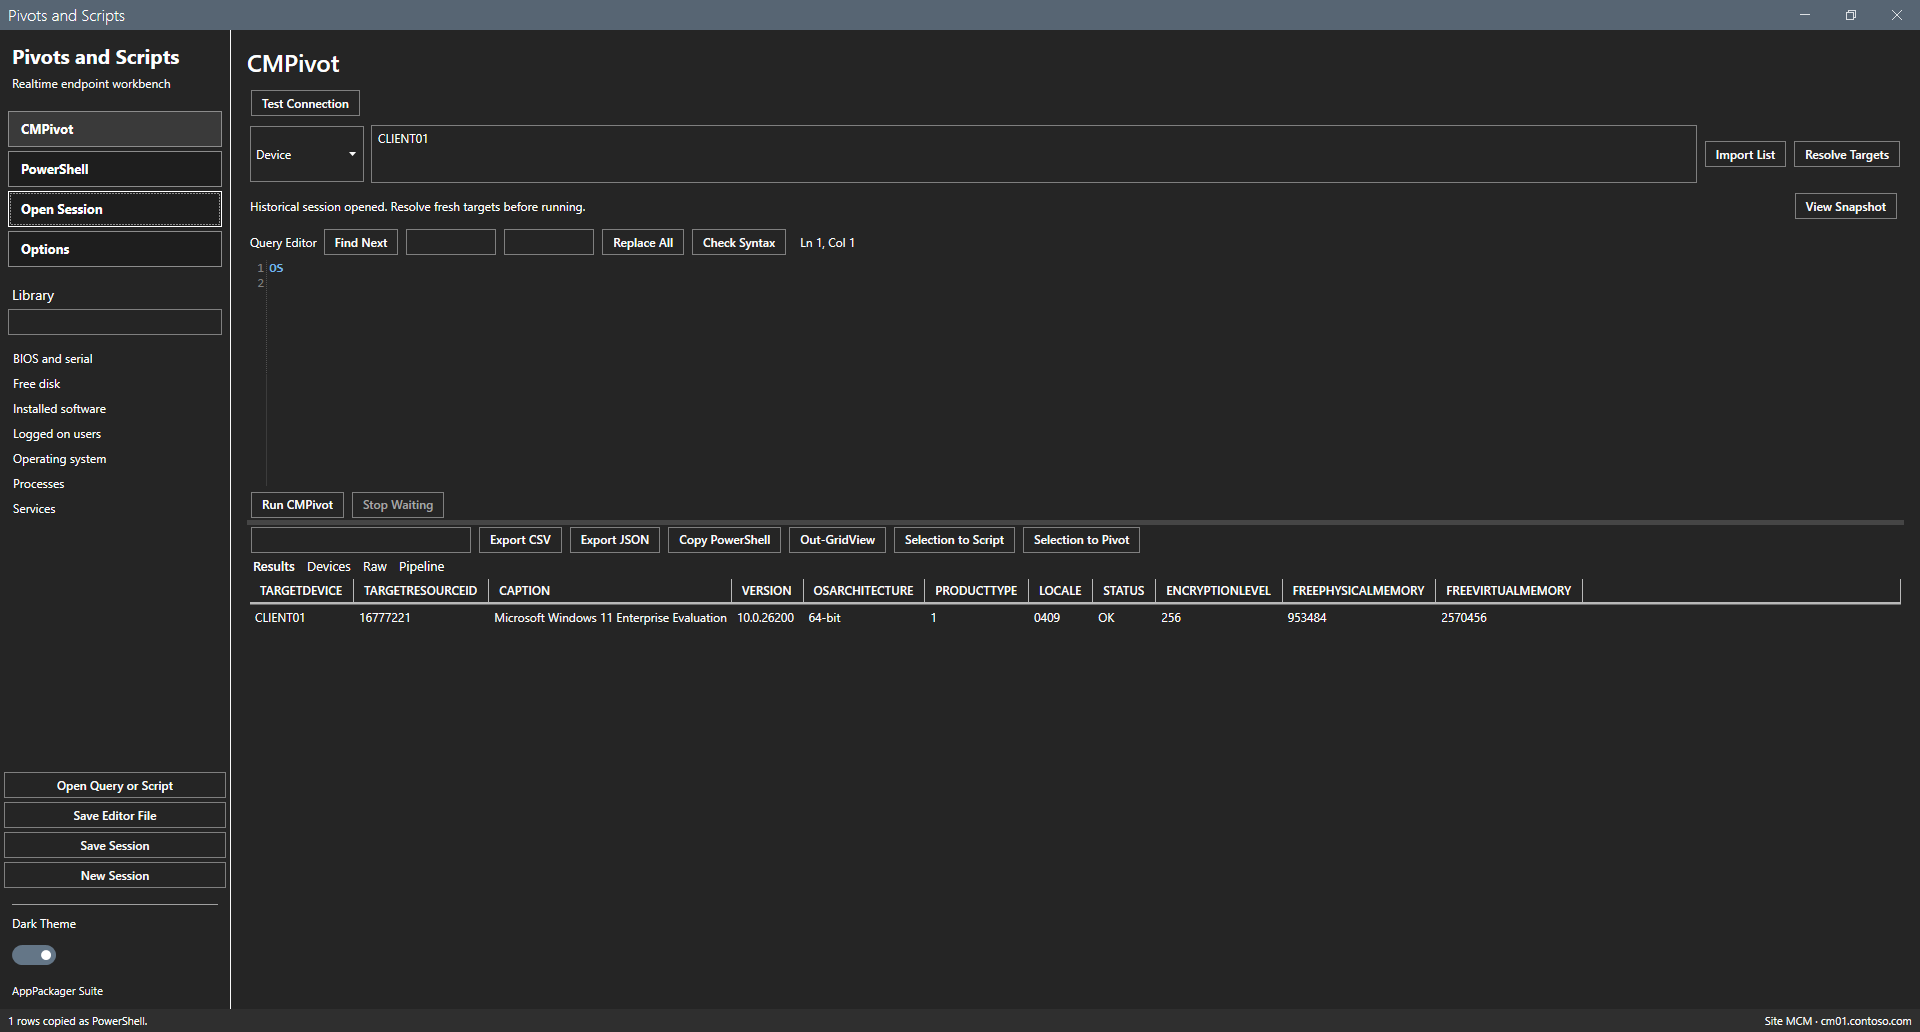 Pivots and Scripts
Pivots and Scripts
Realtime endpoint workbench
CMPivot
PowerShell
Open Session
Options
Library
BIOS and serial
Free disk
Installed software
Logged on users
Operating system
Processes
Services
Open Query or Script
Save Editor File
Save Session
New Session
Dark Theme
AppPackager Suite
CMPivot
Test Connection
Device CLIENT01 Import List Resolve Targets
Historical session opened. Resolve fresh targets before running. View Snapshot
Query Editor Find Next Replace All Check Syntax Ln 1, Col 1
1 OS
2
Run CMPivot Stop Waiting
Export CSV Export JSON Copy PowerShell Out-GridView Selection to Script Selection to Pivot
Results Devices Raw Pipeline
TARGETDEVICE TARGETRESOURCEID CAPTION VERSION OSARCHITECTURE PRODUCTTYPE LOCALE STATUS ENCRYPTIONLEVEL FREEPHYSICALMEMORY FREEVIRTUALMEMORY
CLIENT01 16777221 Microsoft Windows 11 Enterprise Evaluation 10.0.26200 64-bit 1 0409 OK 256 953484 2570456
1 rows copied as PowerShell. Site MCM · cm01.contoso.com